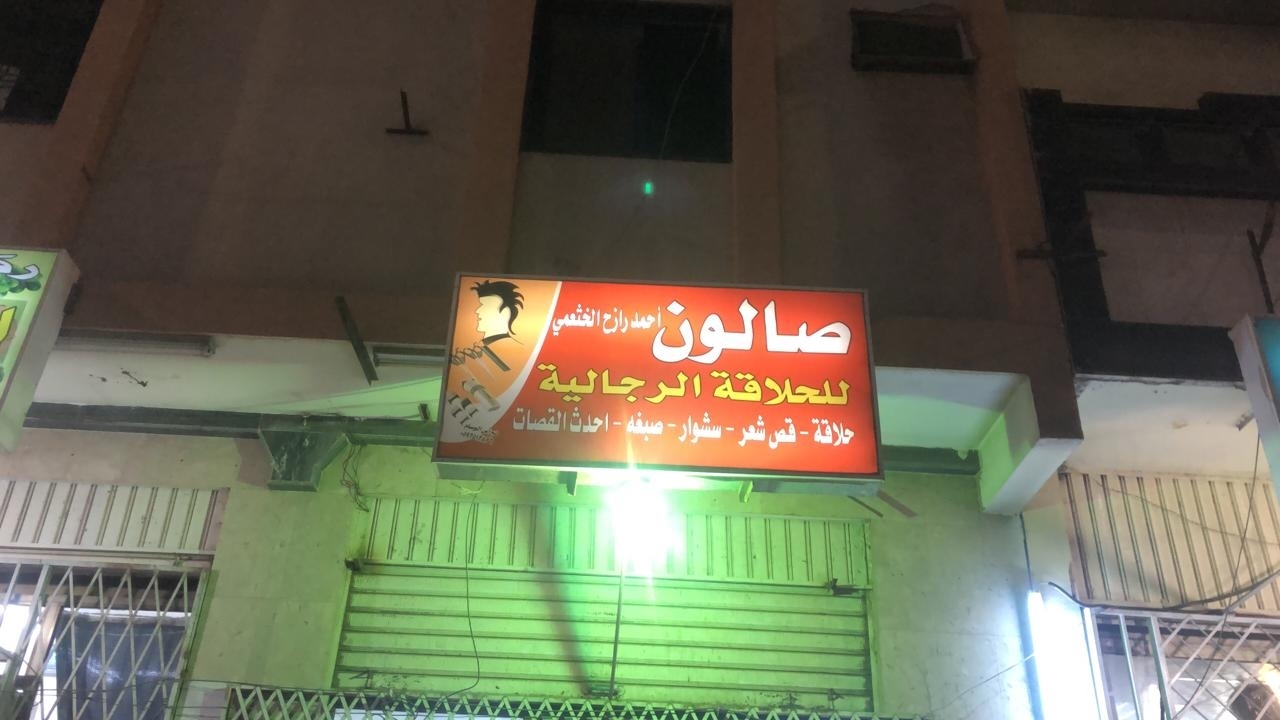 صالون أحمد رازح الخثعمي
للحلاقة الرجالية
حلاقة - قص شعر - سشوار - صبغه - احدث القصات